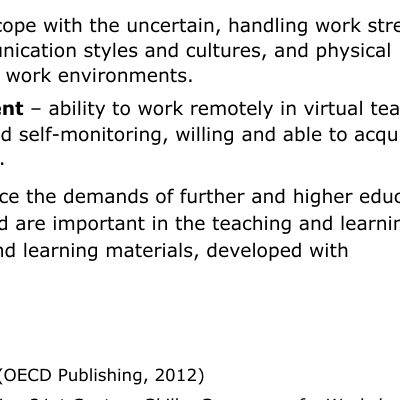 cope with the uncertain, handling work stre
unication styles and cultures, and physical
work environments.
ent – ability to work remotely in virtual tea
d self-monitoring, willing and able to acqu
.
ce the demands of further and higher educ
d are important in the teaching and learnin
nd learning materials, developed with
(OECD Publishing, 2012)